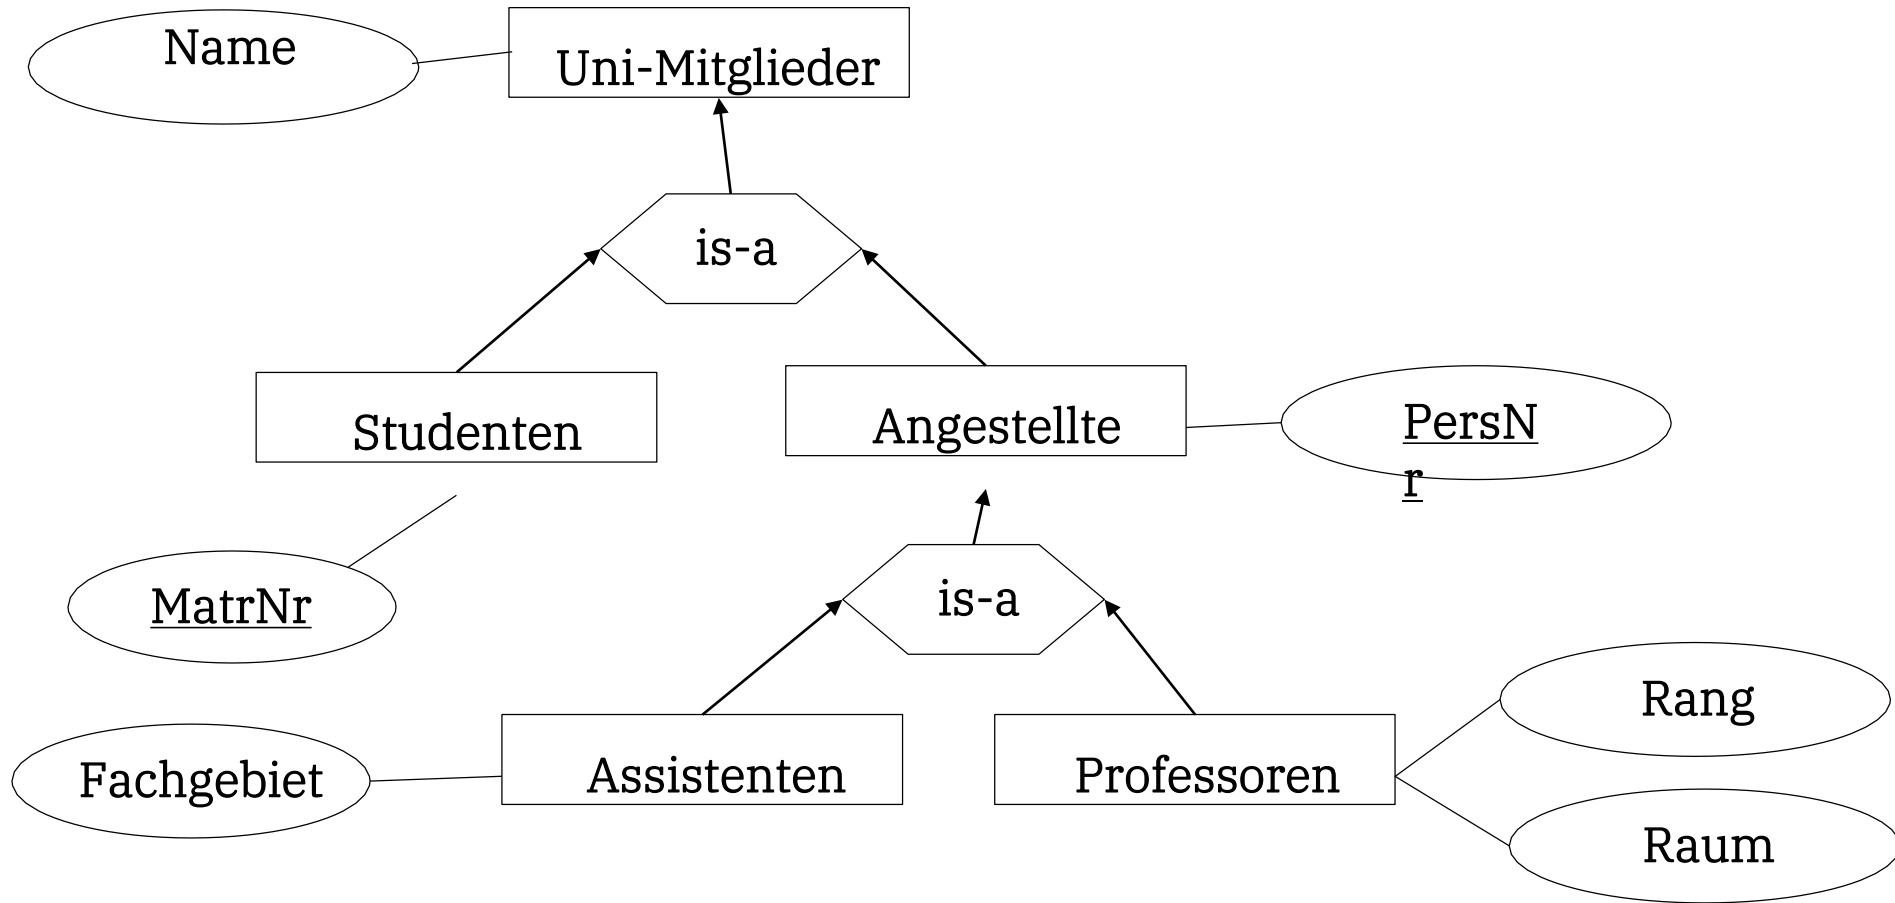 Name
Uni-Mitglieder
is-a
Studenten
Angestellte
PersN
r
MatrNr
is-a
Rang
Fachgebiet
Assistenten
Professoren
Raum